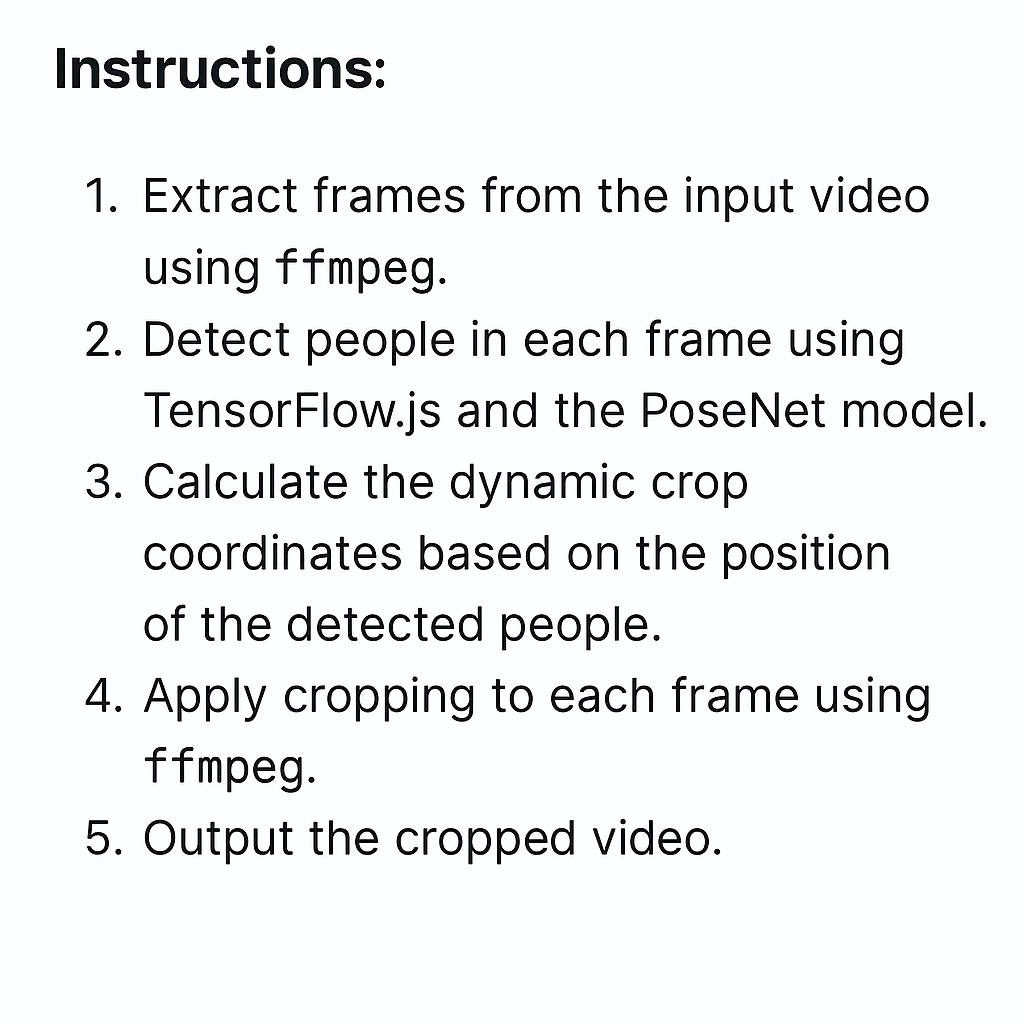 Instructions:
1. Extract frames from the input video
using ffmpeg.
2. Detect people in each frame using
TensorFlow.js and the PoseNet model.
3. Calculate the dynamic crop
coordinates based on the position
of the detected people.
4. Apply cropping to each frame using
ffmpeg.
5. Output the cropped video.